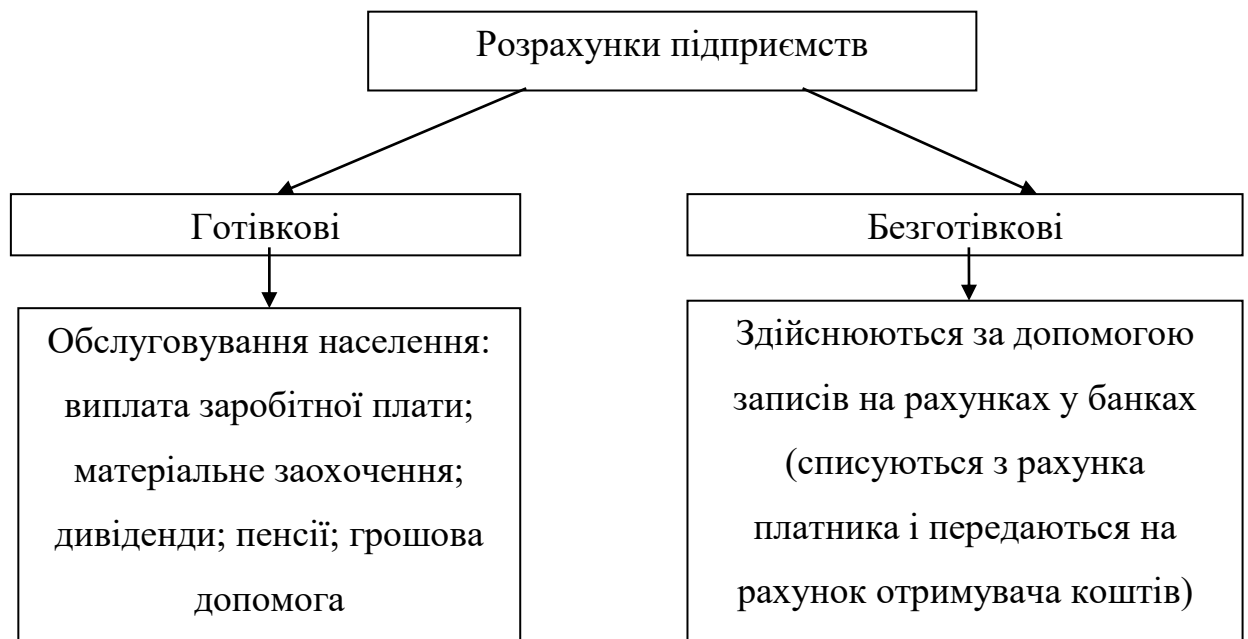 Розрахунки підприємств
Готівкові
Безготівкові
Обслуговування населення:
виплата заробітної плати;
матеріальне заохочення;
дивіденди; пенсії; грошова
допомога
Здійснюються за допомогою
записів на рахунках у банках
(списуються з рахунка
платника і передаються на
рахунок отримувача коштів)